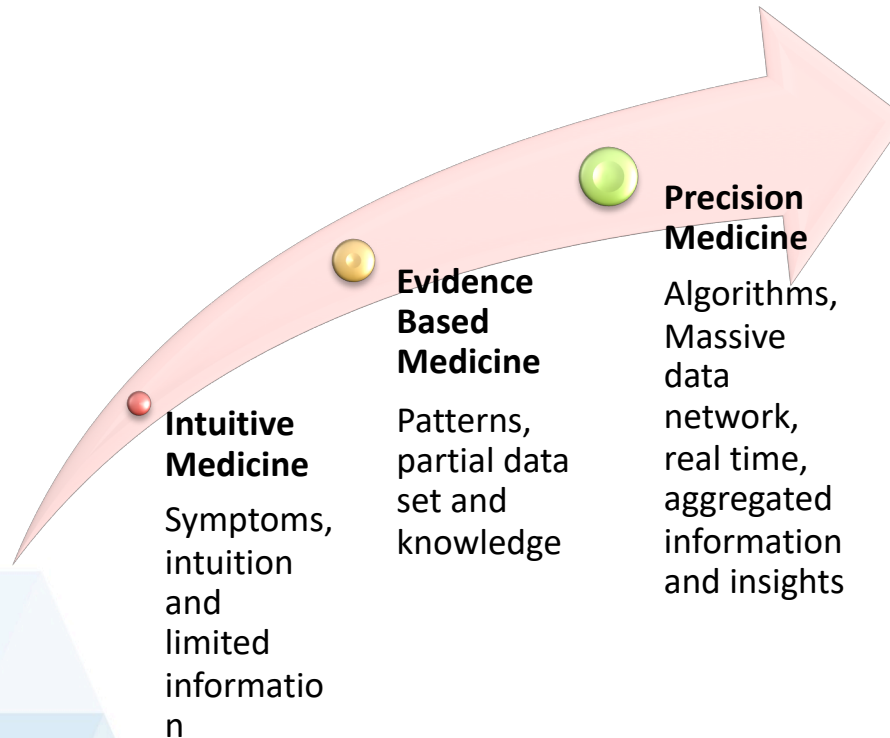 Intuitive
Medicine
Symptoms,
intuition
and
limited
informatio
n
Evidence
Based
Medicine
Patterns,
partial data
set and
knowledge
Precision
Medicine
Algorithms,
Massive
data
network,
real time,
aggregated
information
and insights